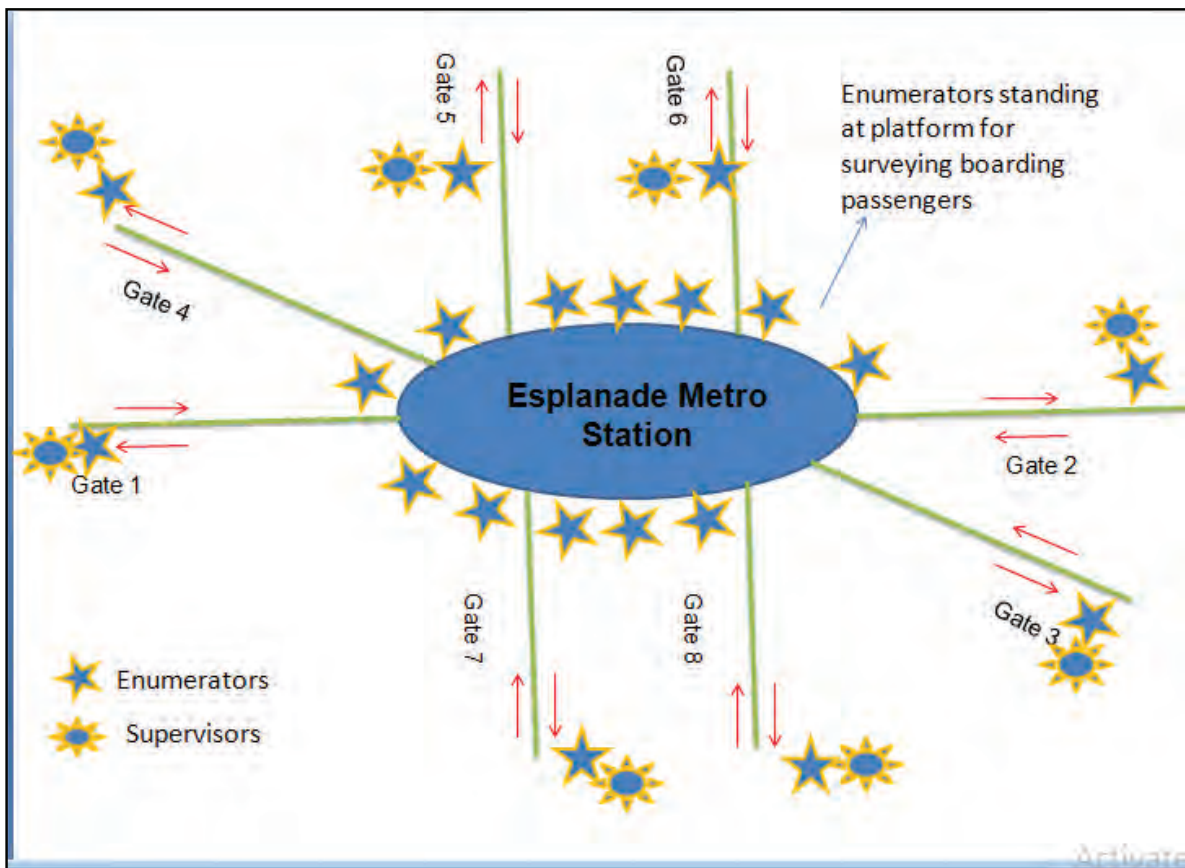 Gate 5
Gate 6
Enumerators standing
at platform for
surveying boarding
passengers
Gate 4
Esplanade Metro
Station
Gate 1
Gate 2
Gate 3
Gate 7
Gate 8
Enumerators
Supervisors
Activate